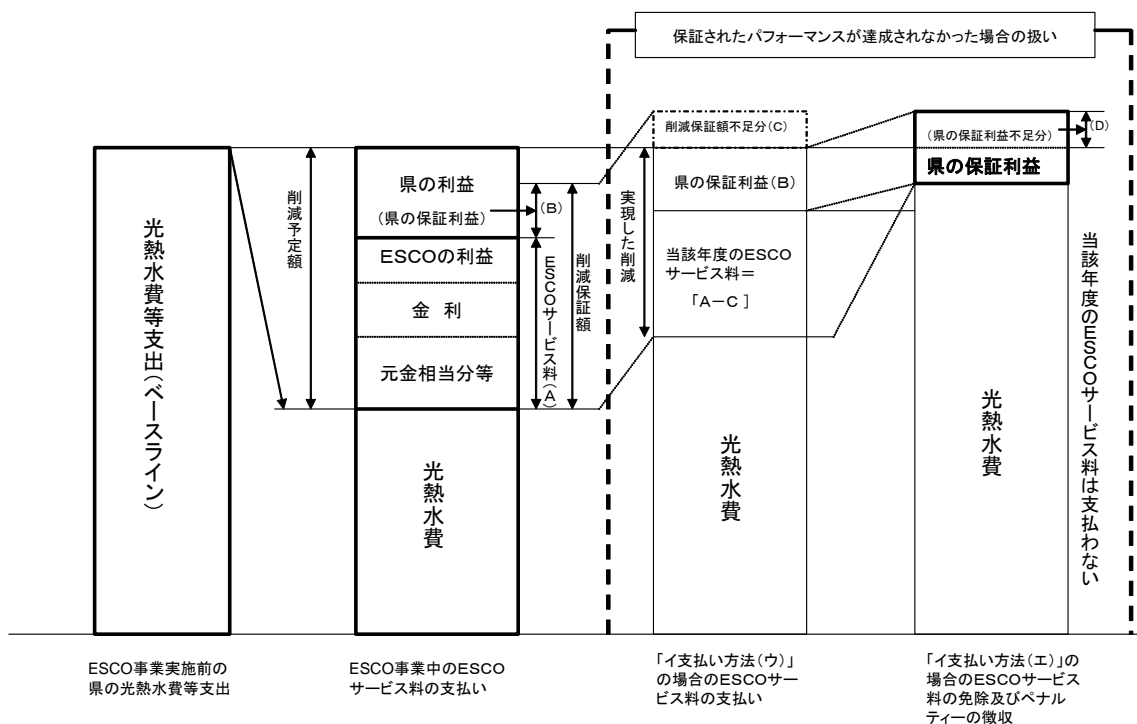 保証されたパフォーマンスが達成されなかった場合の扱い
光熱水費等支出(ベースライン)
削減予定額
県の利益
(県の保証利益)
(B)
ESCOの利益
金 利
元金相当分等
ESCOサービス料(A)
削減保証額
光熱水費
削減保証額不足分(C)
県の保証利益(B)
実現した削減
当該年度のESCO
サービス料=
「A-C 」
光熱水費
(県の保証利益不足分)
(D)
県の保証利益
光熱水費
当該年度のESCOサービス料は支払わない
ESCO事業実施前の
県の光熱水費等支出
ESCO事業中のESCO
サービス料の支払い
「イ支払い方法(ウ)」
の場合のESCOサー
ビス料の支払い
「イ支払い方法(エ)」の
場合のESCOサービス
料の免除及びペナル
ティーの徴収